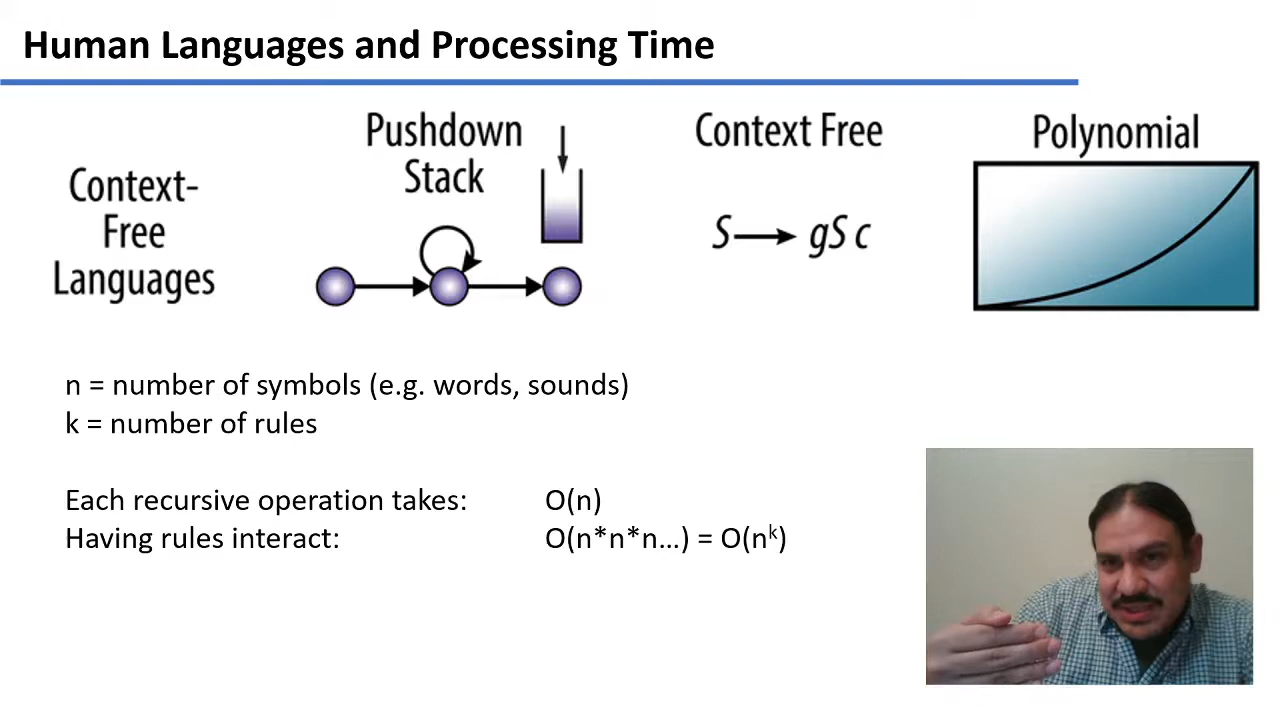 Human Languages and Processing Time
Context-
Free
Languages
Pushdown
Stack
Context Free
S→ gS c
Polynomial
n = number of symbols (e.g. words, sounds)
k = number of rules
Each recursive operation takes: O(n)
Having rules interact: O(n*n*n…) = O(nᵏ)